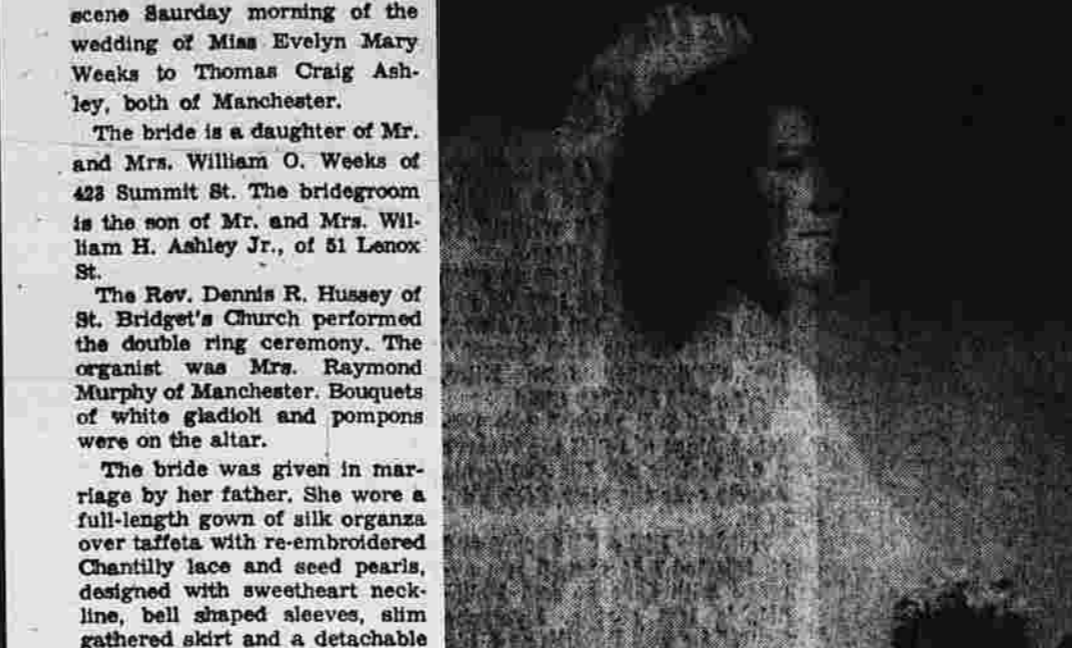 scene Saurday morning of the
wedding of Miss Evelyn Mary
Weeks to Thomas Craig Ash-
ley, both of Manchester.
The bride is a daughter of Mr.
and Mrs. William O. Weeks of
423 Summit St. The bridegroom
is the son of Mr. and Mrs. Wil-
liam H. Ashley Jr., of 51 Lenox
St.
The Rev. Dennis R. Hussey of
St. Bridget's Church performed
the double ring ceremony. The
organist was Mrs. Raymond
Murphy of Manchester. Bouquets
of white gladioli and pompons
were on the altar.
The bride was given in mar-
riage by her father. She wore a
full-length gown of silk organza
over taffeta with re-embroidered
Chantilly lace and seed pearls,
designed with sweetheart neck-
line, bell shaped sleeves, slim
gathered skirt and a detachable